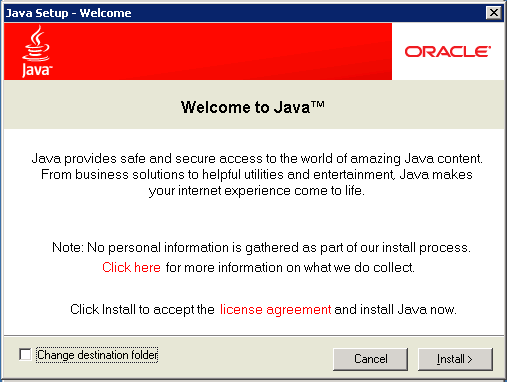 Java Setup - Welcome
Java™
ORACLE®
Welcome to Java™
Java provides safe and secure access to the world of amazing Java content.
From business solutions to helpful utilities and entertainment, Java makes
your internet experience come to life.
Note: No personal information is gathered as part of our install process.
Click here for more information on what we do collect.
Click Install to accept the license agreement and install Java now.
Change destination folder
Cancel
Install >